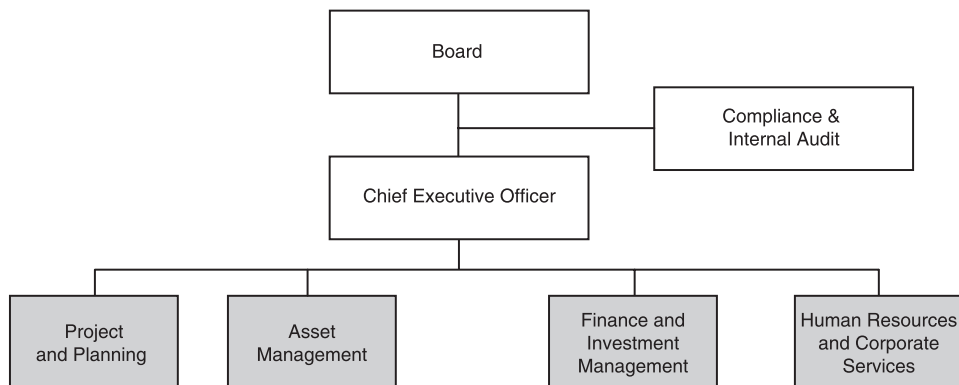 Board
Compliance &
Internal Audit
Chief Executive Officer
Project
and Planning
Asset
Management
Finance and
Investment
Management
Human Resources
and Corporate
Services